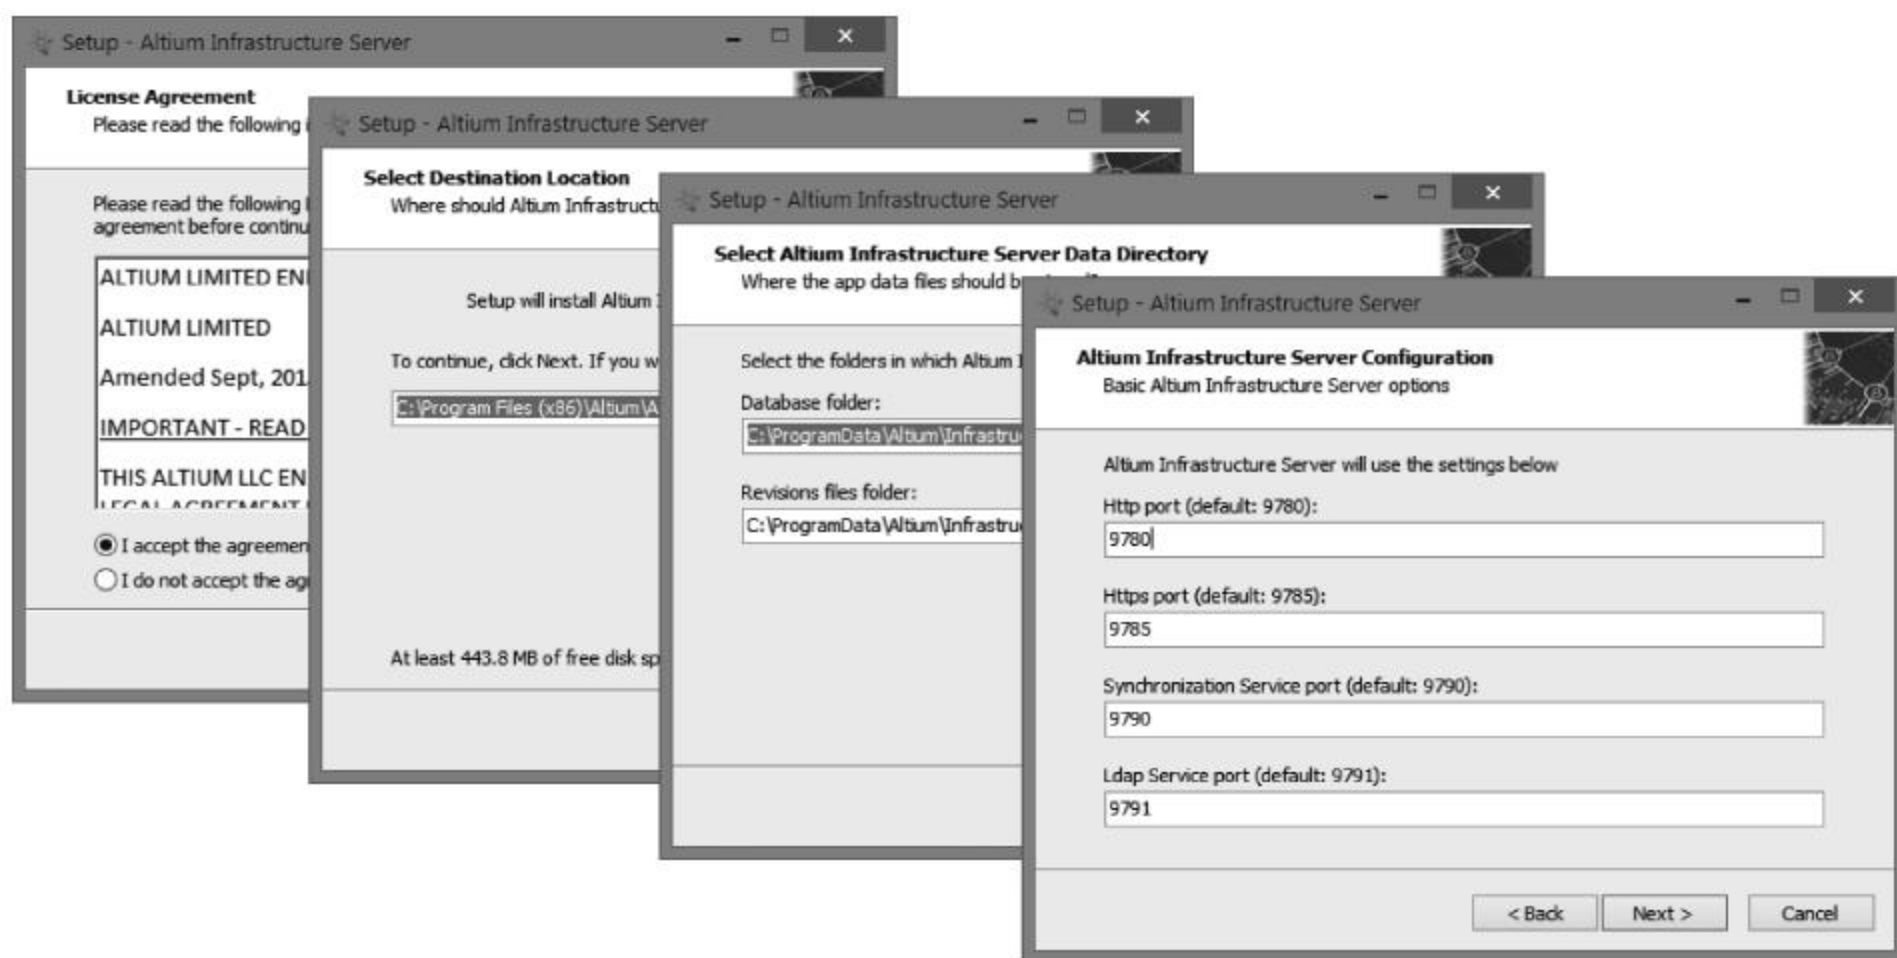 Setup - Altium Infrastructure Server
License Agreement
Please read the following
Please read the following
agreement before continu
ALTIUM LIMITED EN
ALTIUM LIMITED
Amended Sept, 201
IMPORTANT - READ
THIS ALTIUM LLC EN
LEGAL AGREEMENT
I accept the agreemen
I do not accept the ag
Setup - Altium Infrastructure Server
Select Destination Location
Where should Altium Infrastructu
Setup will install Altium
To continue, click Next. If you w
C:\Program Files (x86)\Altium\A
At least 443.8 MB of free disk sp
Setup - Altium Infrastructure Server
Select Altium Infrastructure Server Data Directory
Where the app data files should b
Select the folders in which Altium I
Database folder:
C:\ProgramData\Altium\Infrastruc
Revisions files folder:
C:\ProgramData\Altium\Infrastruc
Setup - Altium Infrastructure Server
Altium Infrastructure Server Configuration
Basic Altium Infrastructure Server options
Altium Infrastructure Server will use the settings below
Http port (default: 9780):
9780
Https port (default: 9785):
9785
Synchronization Service port (default: 9790):
9790
Ldap Service port (default: 9791):
9791
< Back
Next >
Cancel